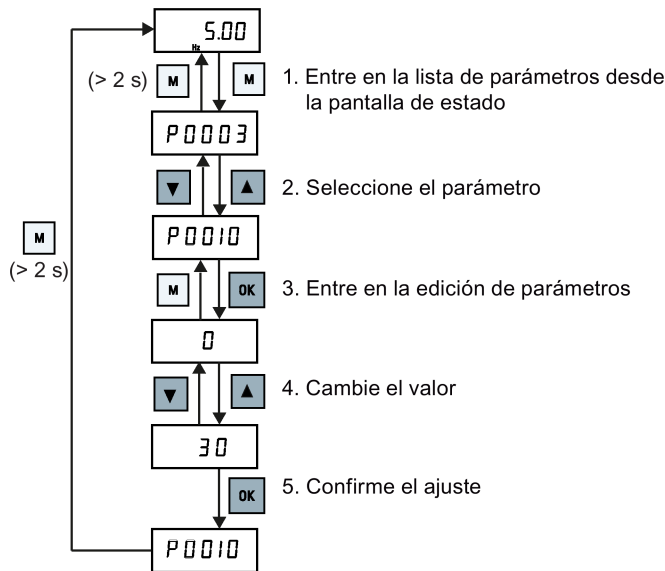 5.00
Hz
(> 2 s) M M 1. Entre en la lista de parámetros desde
la pantalla de estado
P0003
2. Seleccione el parámetro
P0010
M
(> 2 s)
M OK 3. Entre en la edición de parámetros
0
4. Cambie el valor
30
OK 5. Confirme el ajuste
P0010